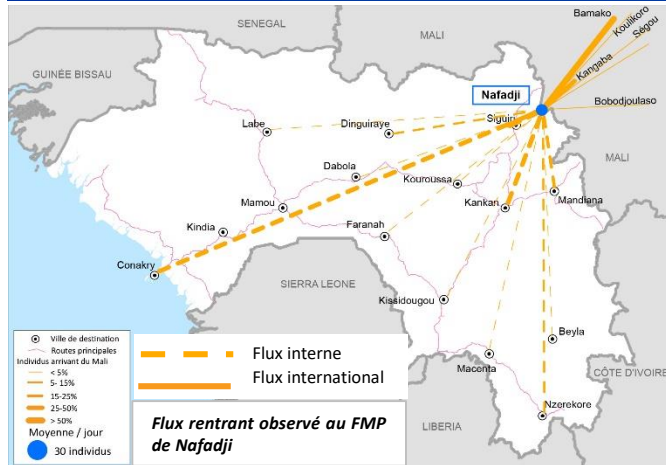 SENEGAL
MALI
Bamako
Koulikoro
Ségou
Kangaba
GUINÉE BISSAU
Nafadji
Bobodjoulaso
Siguiri
Labe
Dinguiraye
MALI
Dabola
Kouroussa
Mandiana
Mamou
Kankan
Kindia
Faranah
Conakry
SIERRA LEONE
Kissidougou
Beyla
Macenta
CÔTE D'IVOIRE
Nzerekore
LIBERIA
Ville de destination
Routes principales
Individus arrivant du Mali
< 5%
5- 15%
15-25%
25-50%
> 50%
Moyenne / jour
30 individus
Flux interne
Flux international
Flux rentrant observé au FMP
de Nafadji